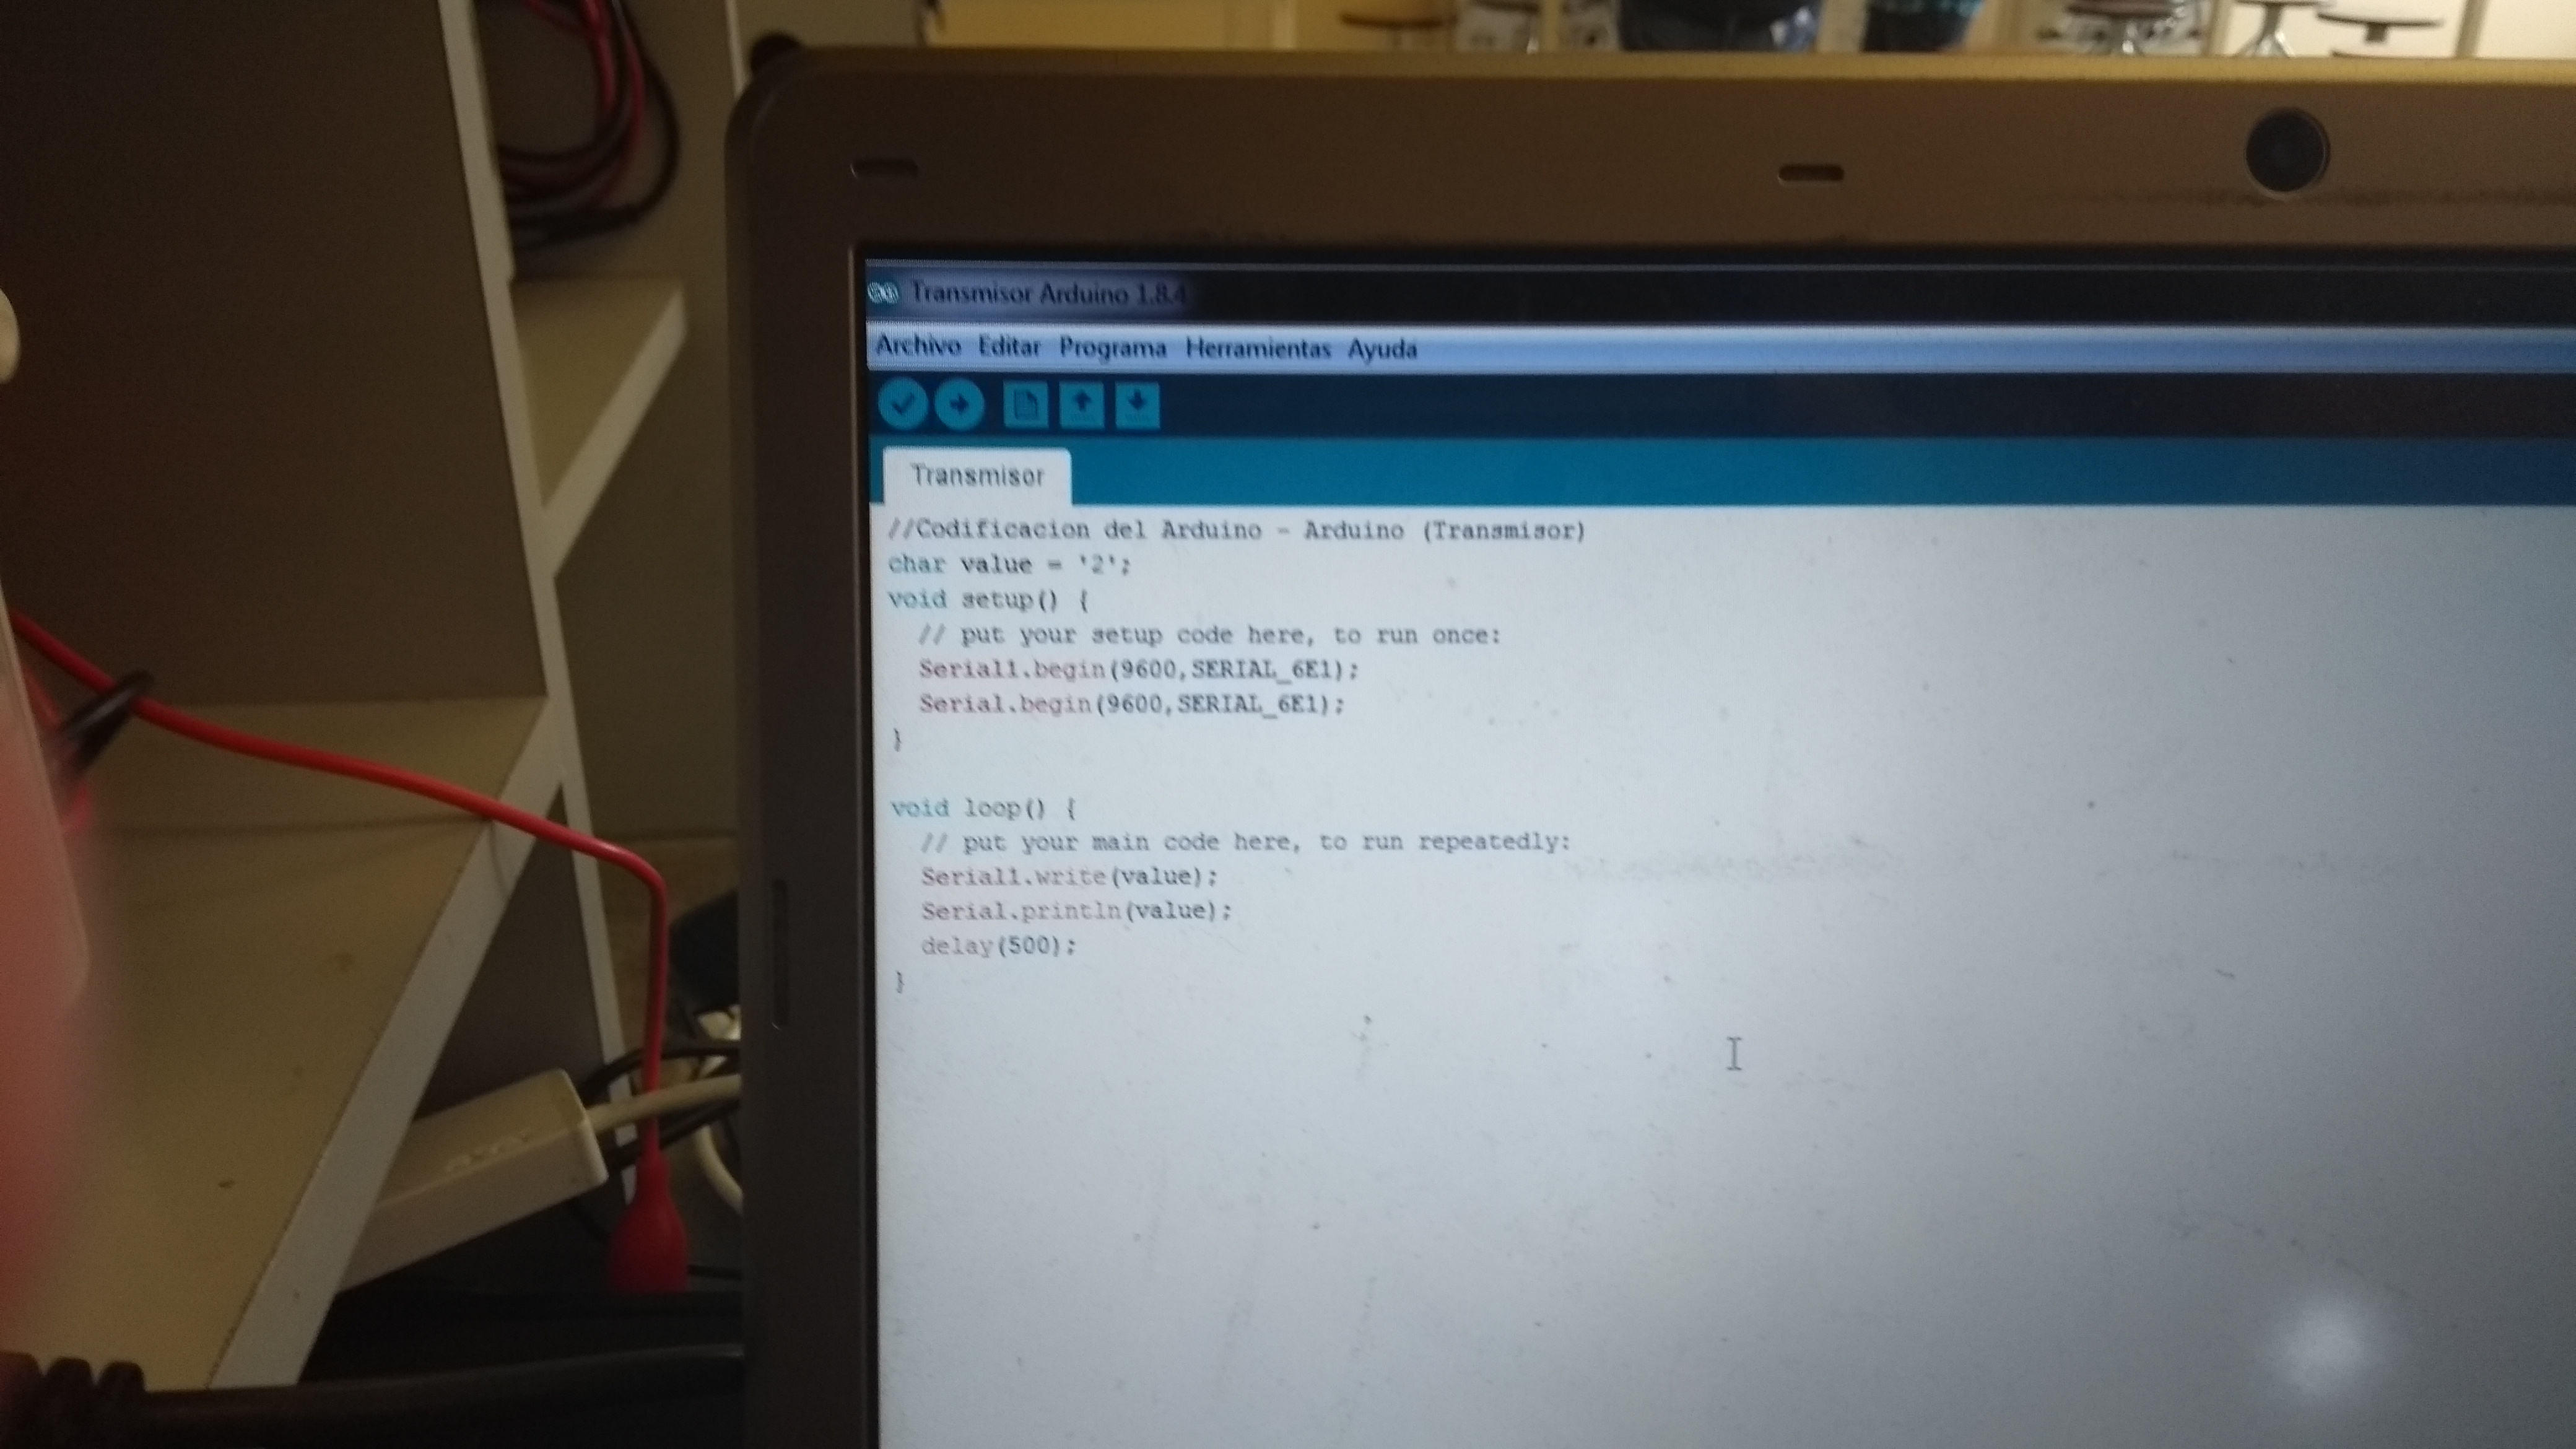 Transmisor Arduino 1.8.4
Archivo Editar Programa Herramientas Ayuda
Transmisor
//Codificacion del Arduino - Arduino (Transmisor)
char value = '2';
void setup() {
  // put your setup code here, to run once:
  Serial1.begin(9600,SERIAL_6E1);
  Serial.begin(9600,SERIAL_6E1);
}
void loop() {
  // put your main code here, to run repeatedly:
  Serial1.write(value);
  Serial.println(value);
  delay(500);
}